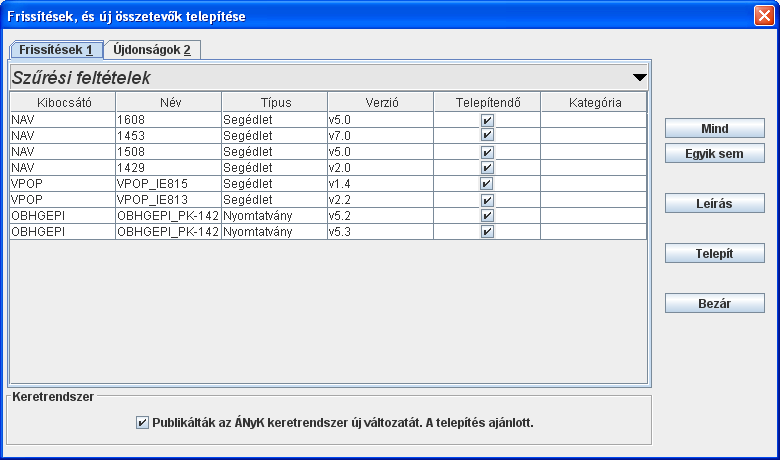 Frissítések, és új összetevők telepítése
Frissítések 1 Újdonságok 2
Szűrési feltételek
Kibocsátó Név Típus Verzió Telepítendő Kategória
NAV 1608 Segédlet v5.0
NAV 1453 Segédlet v7.0
NAV 1508 Segédlet v5.0
NAV 1429 Segédlet v2.0
VPOP VPOP_IE815 Segédlet v1.4
VPOP VPOP_IE813 Segédlet v2.2
OBHGEPI OBHGEPI_PK-142 Nyomtatvány v5.2
OBHGEPI OBHGEPI_PK-142 Nyomtatvány v5.3
Mind
Egyik sem
Leírás
Telepít
Bezár
Keretrendszer
Publikálták az ÁNyK keretrendszer új változatát. A telepítés ajánlott.